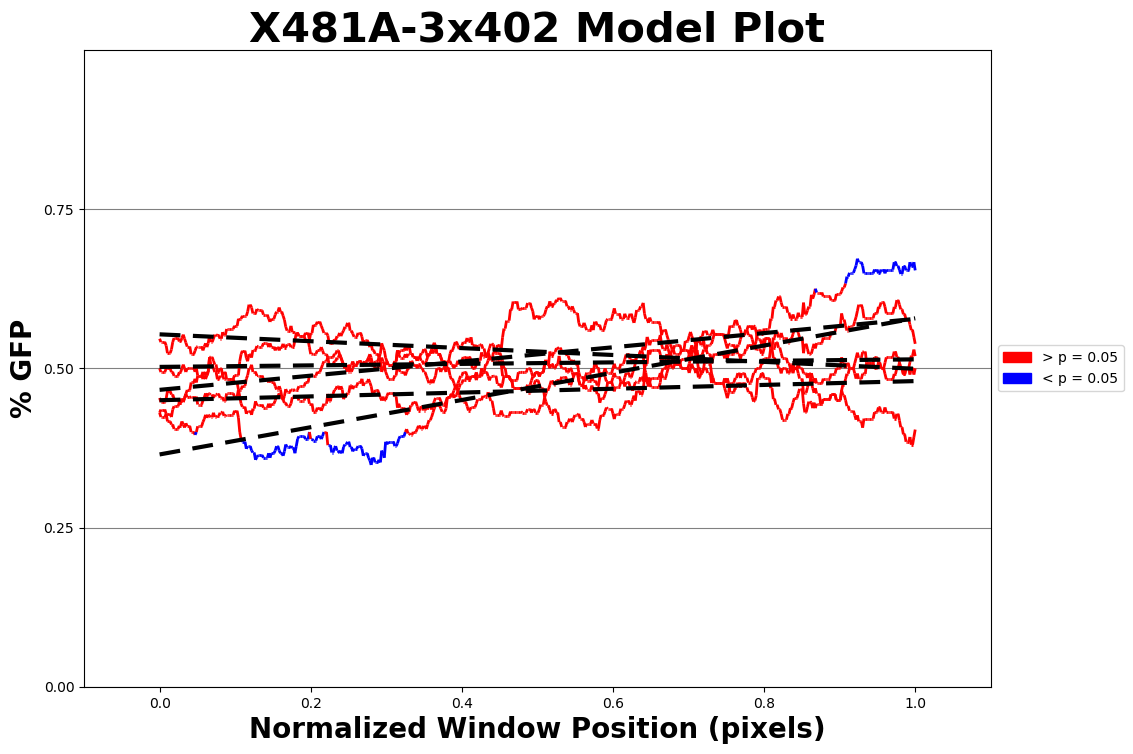 X481A-3x402 Model Plot
% GFP
0.75
0.50
0.25
0.00
0.0 0.2 0.4 0.6 0.8 1.0
Normalized Window Position (pixels)
> p = 0.05
< p = 0.05